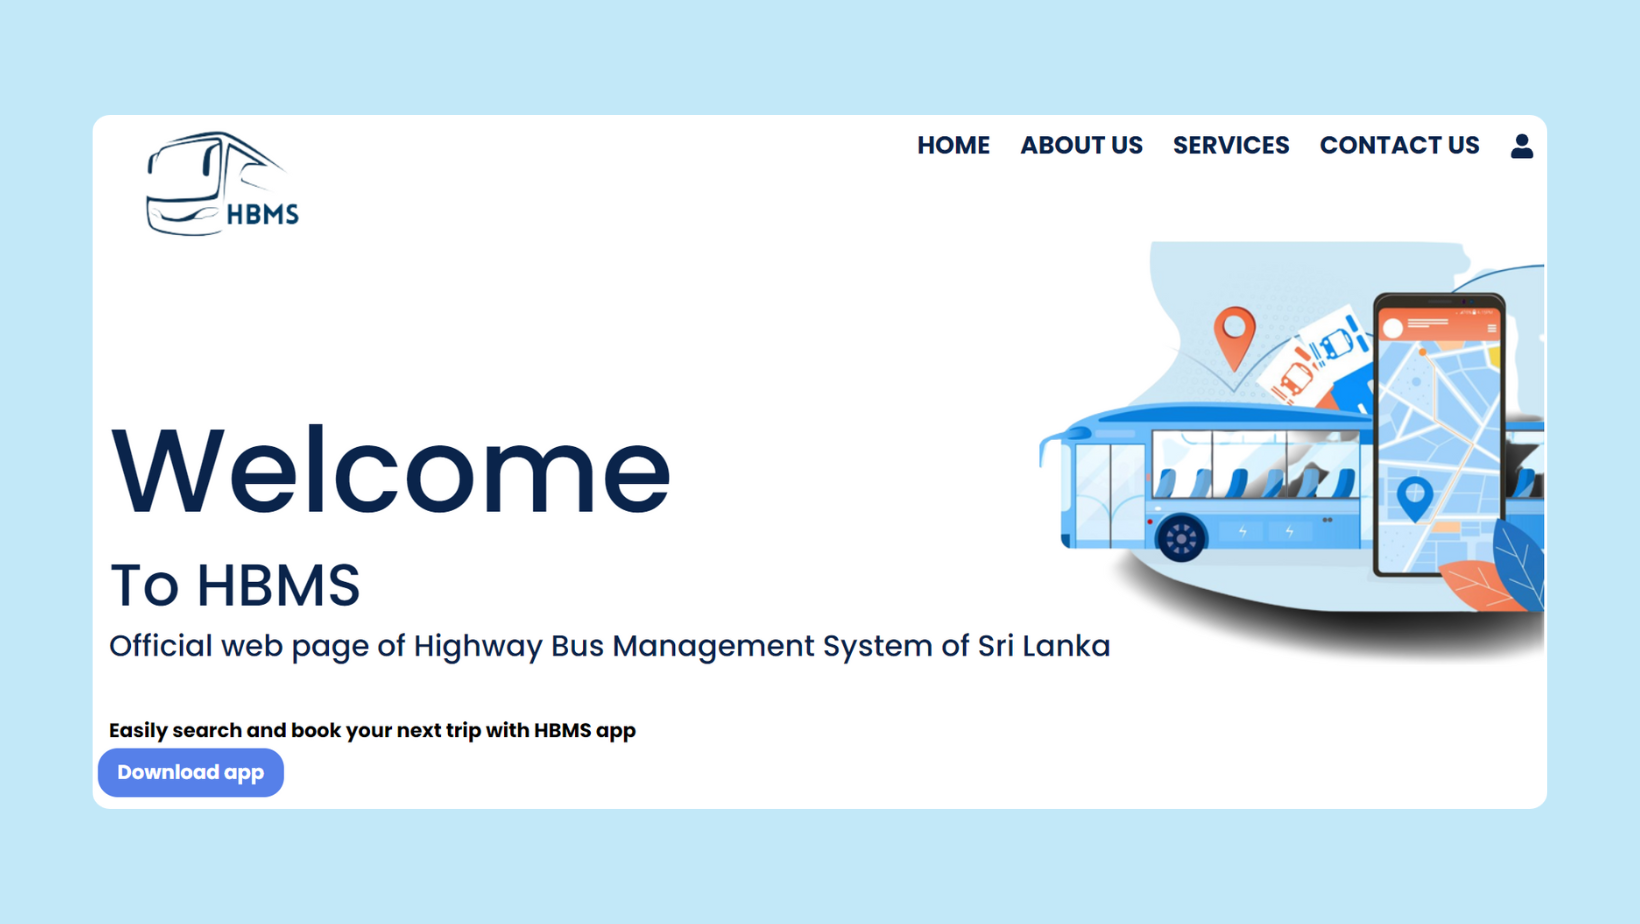 HBMS
HOME ABOUT US SERVICES CONTACT US
Welcome
To HBMS
Official web page of Highway Bus Management System of Sri Lanka
Easily search and book your next trip with HBMS app
Download app